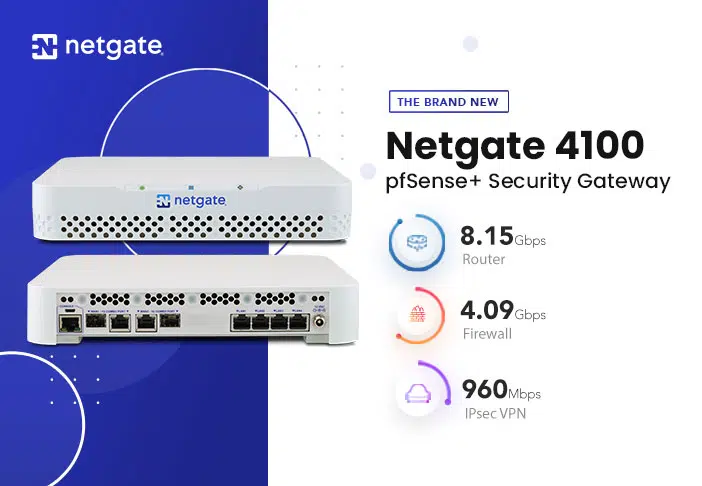 netgate
THE BRAND NEW
Netgate 4100
pfSense+ Security Gateway
netgate
8.15Gbps
Router
4.09Gbps
Firewall
960Mbps
IPsec VPN